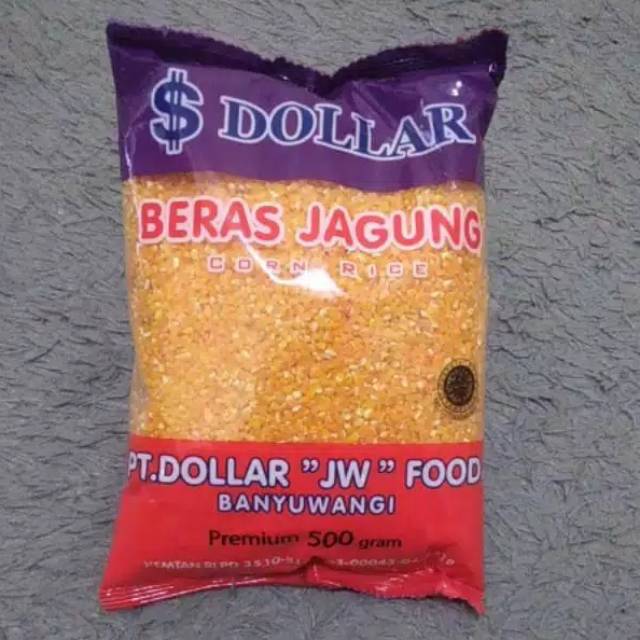 $ DOLLAR
BERAS JAGUNG
CORN RICE
PT.DOLLAR "JW" FOOD
BANYUWANGI
Premium 500 gram